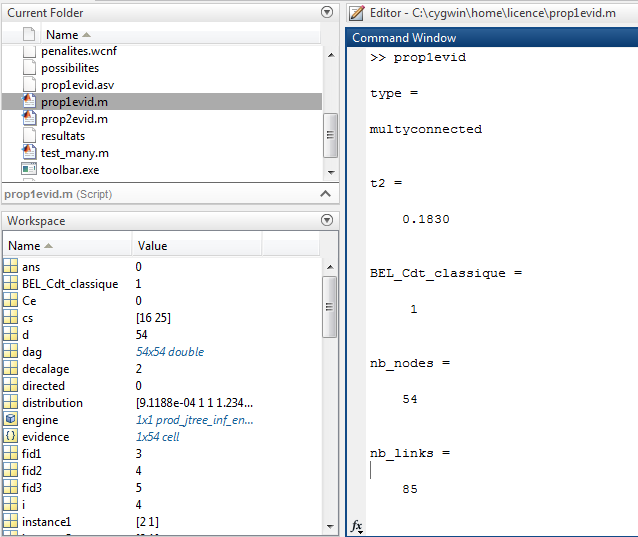 Current Folder
Name
penalites.wcnf
possibilites
prop1evid.asv
prop1evid.m
prop2evid.m
resultats
test_many.m
toolbar.exe
prop1evid.m (Script)
Workspace
Name Value
ans 0
BEL_Cdt_classique 1
Ce 0
cs [16 25]
d 54
dag 54x54 double
decalage 2
directed 0
distribution [9.1188e-04 1 1 1.234...
engine 1x1 prod_jtree_inf_en...
evidence 1x54 cell
fid1 3
fid2 4
fid3 5
i 4
instance1 [2 1]
Editor - C:\cygwin\home\licence\prop1evid.m
Command Window
>> prop1evid
type =
multyconnected
t2 =
0.1830
BEL_Cdt_classique =
1
nb_nodes =
54
nb_links =
85
fx